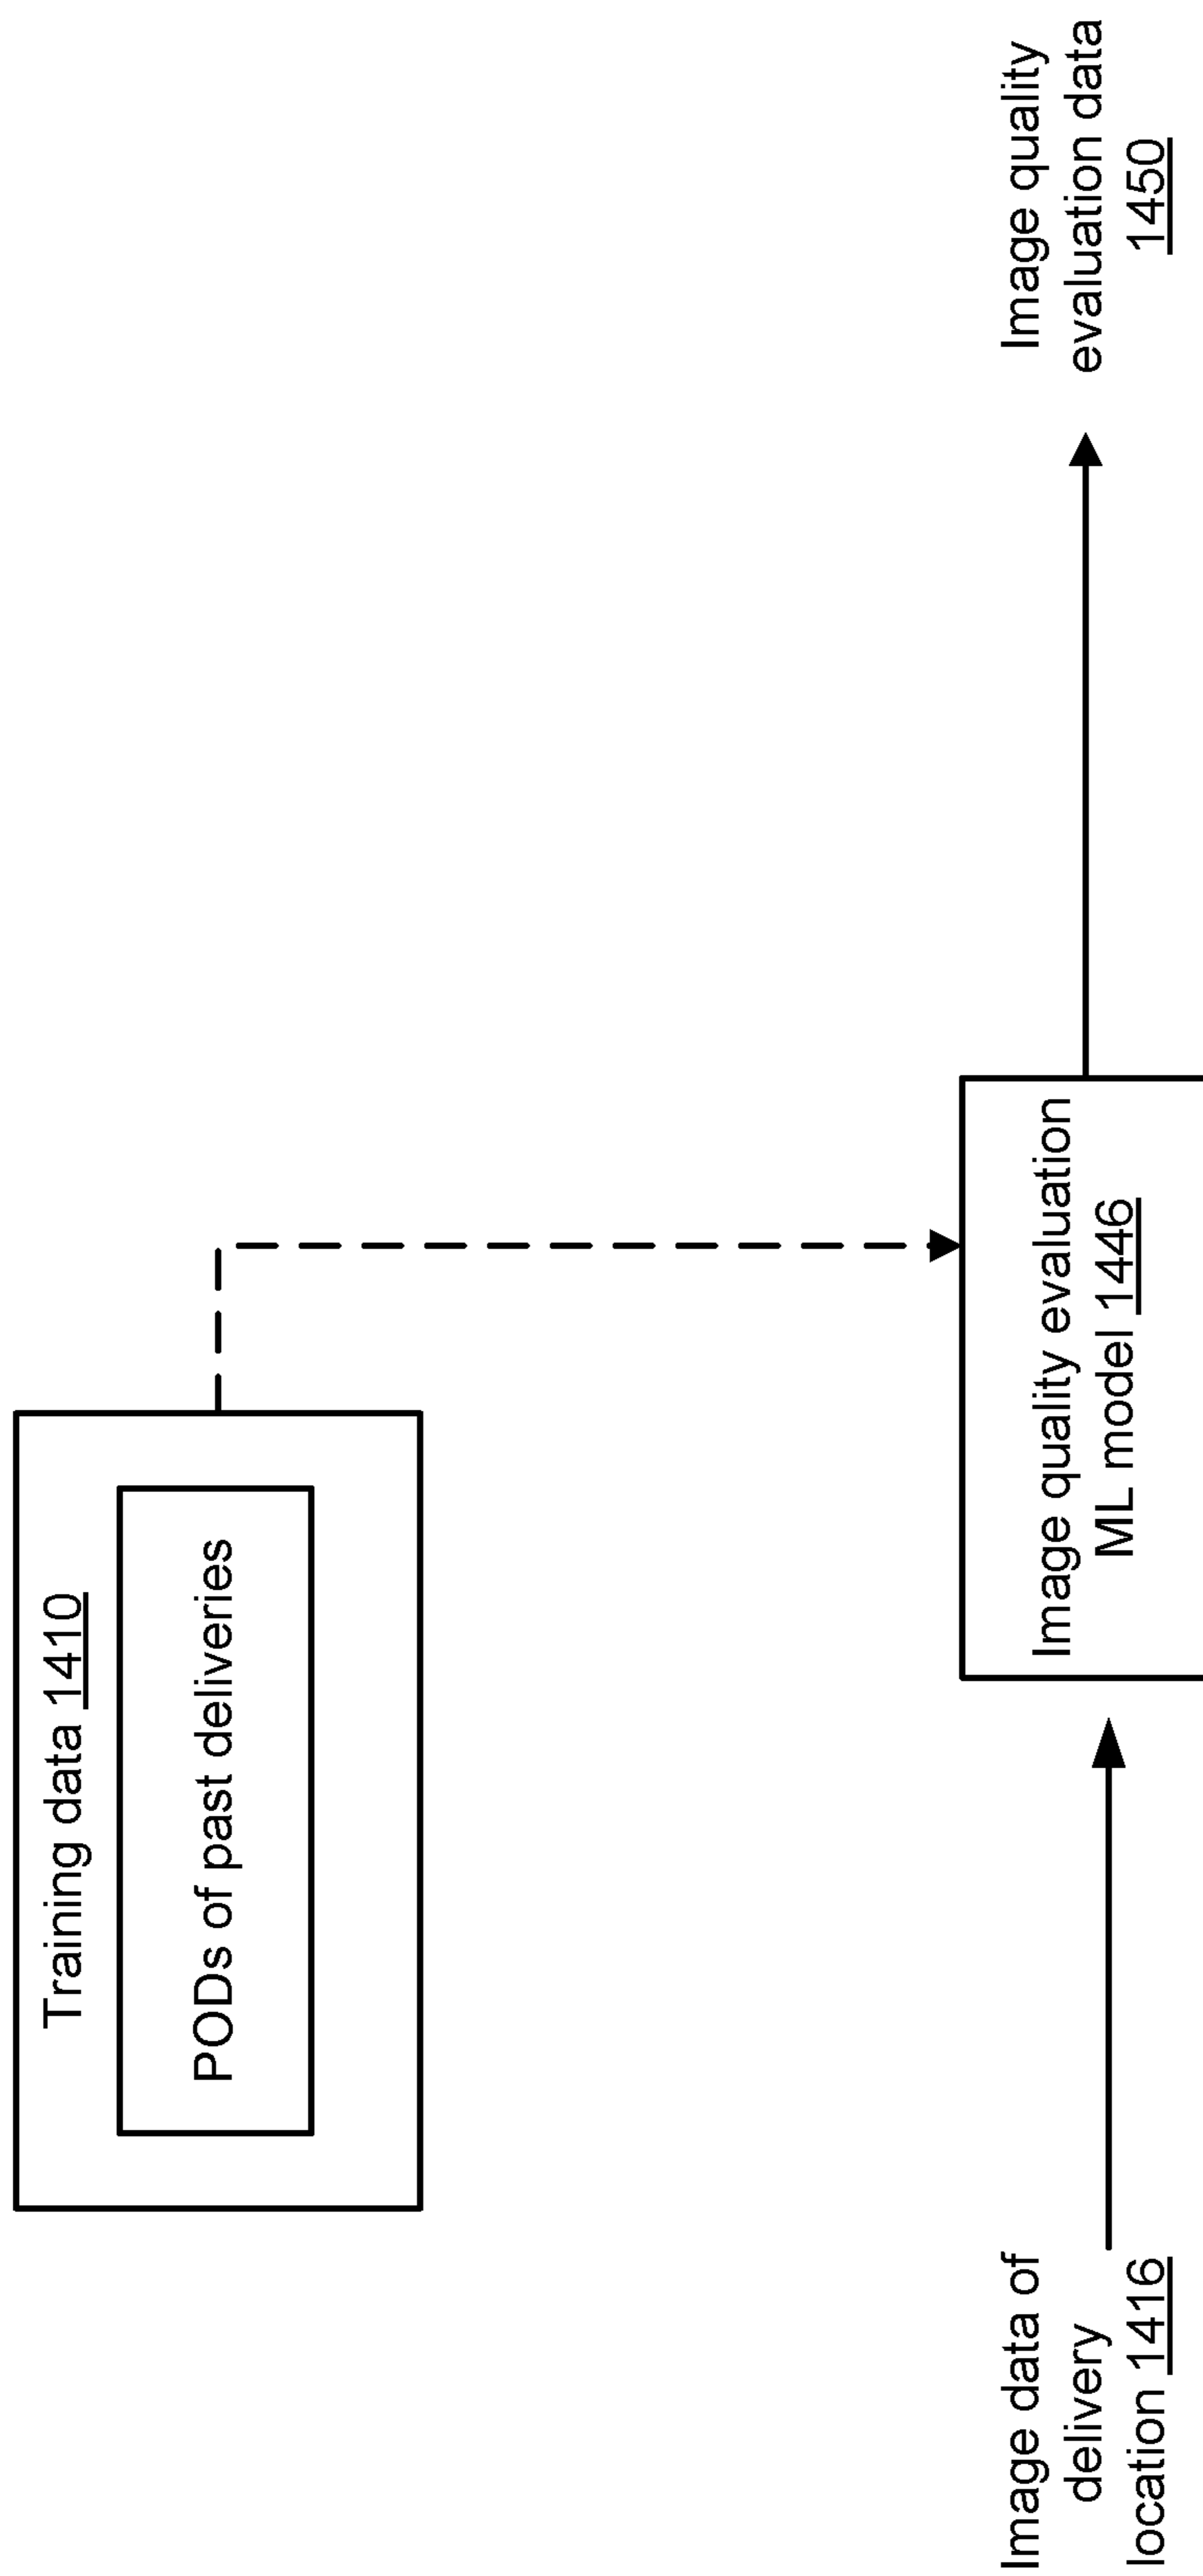 Training data 1410
PODs of past deliveries
Image data of
delivery
location 1416
Image quality evaluation
ML model 1446
Image quality
evaluation data
1450